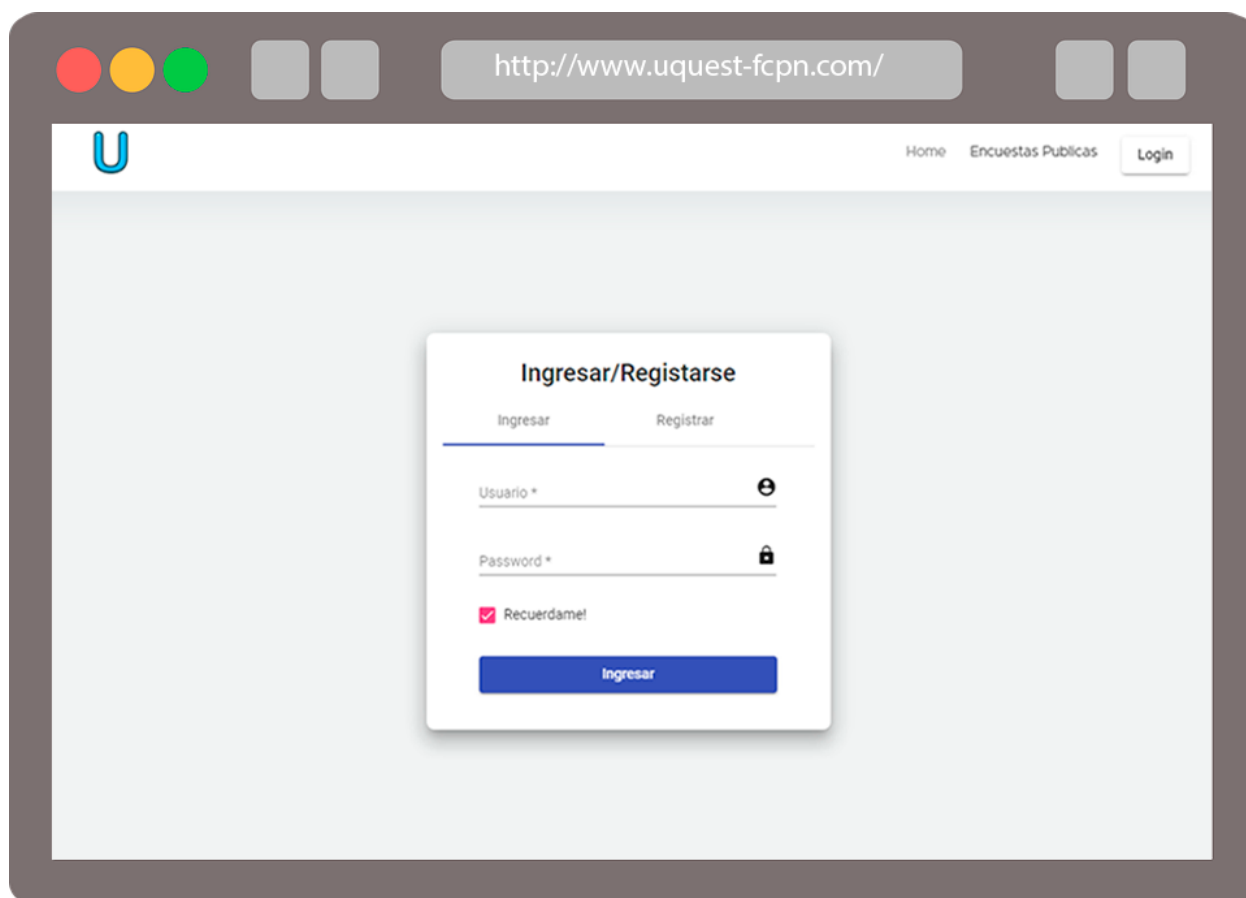 http://www.uquest-fcpn.com/
U
Home Encuestas Publicas Login
Ingresar/Registarse
Ingresar Registrar
Usuario *
Password *
Recuerdame!
Ingresar